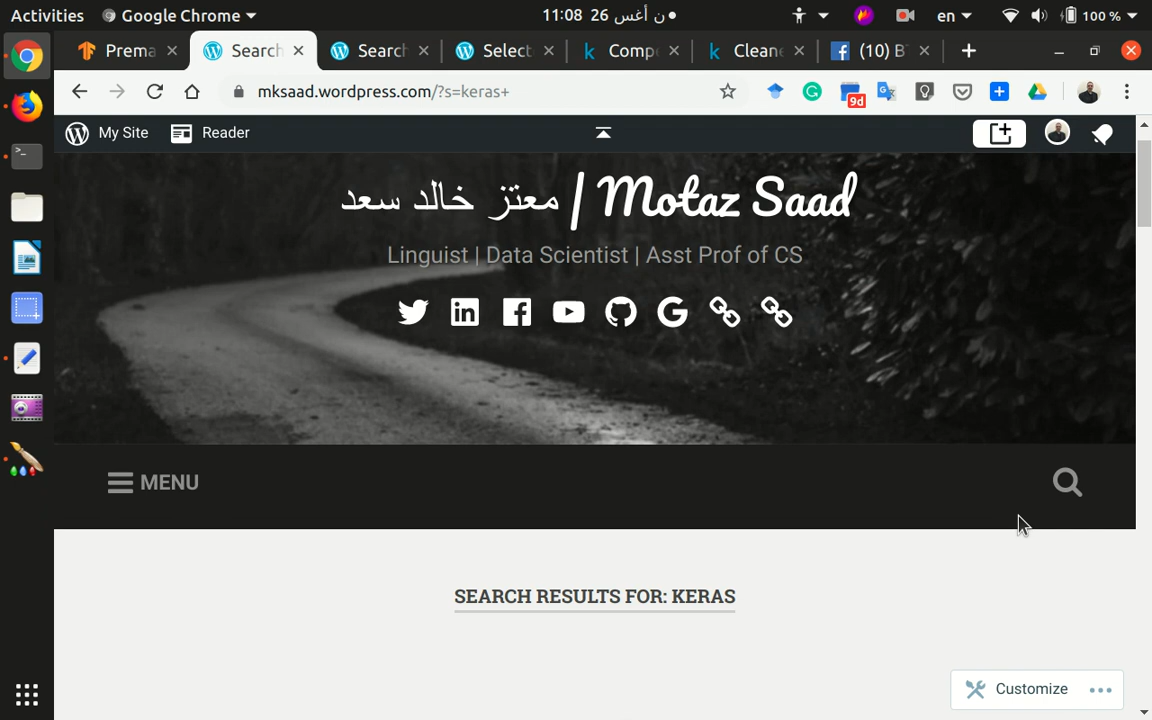 Activities Google Chrome ن أغس 26 11:08 en 100 %
Prema Search Search Select Comp Clean (10) B
mksaad.wordpress.com/?s=keras+ 9d
My Site Reader
معتز خالد سعد | Motaz Saad
Linguist | Data Scientist | Asst Prof of CS
MENU
SEARCH RESULTS FOR: KERAS
Customize